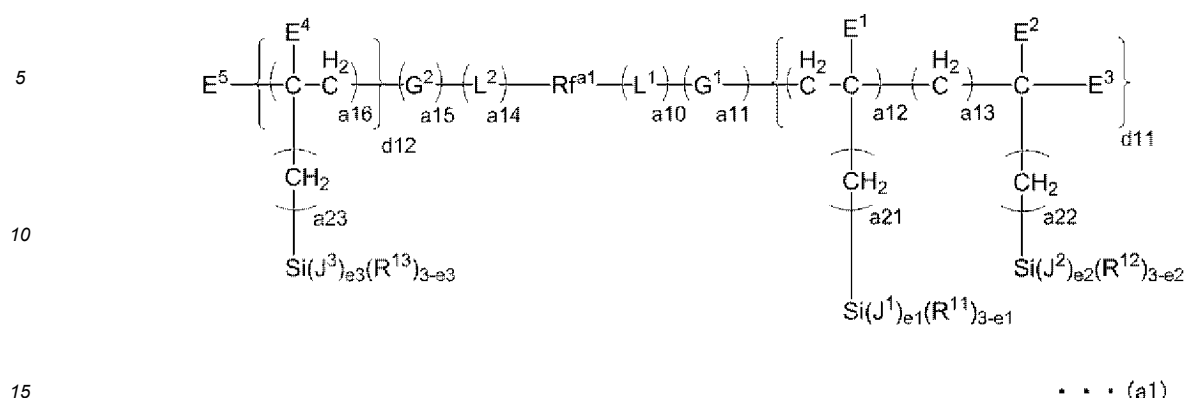 E⁴ E¹ E²
5 E⁵ { ( C C H₂ ) a16 } d12 (G²) a15 (L²) a14 Rf^a1 (L¹) a10 (G¹) a11 { ( C H₂ C ) a12 ( C H₂ ) a13 C E³ } d11
( CH₂ ) a23 ( CH₂ ) a21 ( CH₂ ) a22
10
Si(J³)e3(R¹³)3-e3 Si(J²)e2(R¹²)3-e2
Si(J¹)e1(R¹¹)3-e1
15 · · · (a1)